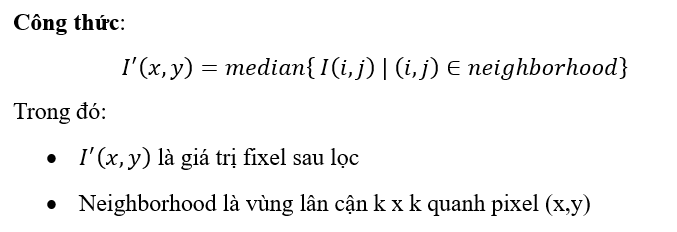 Công thức:
I′(x, y) = median{ I(i, j) | (i, j) ∈ neighborhood}
Trong đó:
• I′(x, y) là giá trị fixel sau lọc
• Neighborhood là vùng lân cận k x k quanh pixel (x,y)